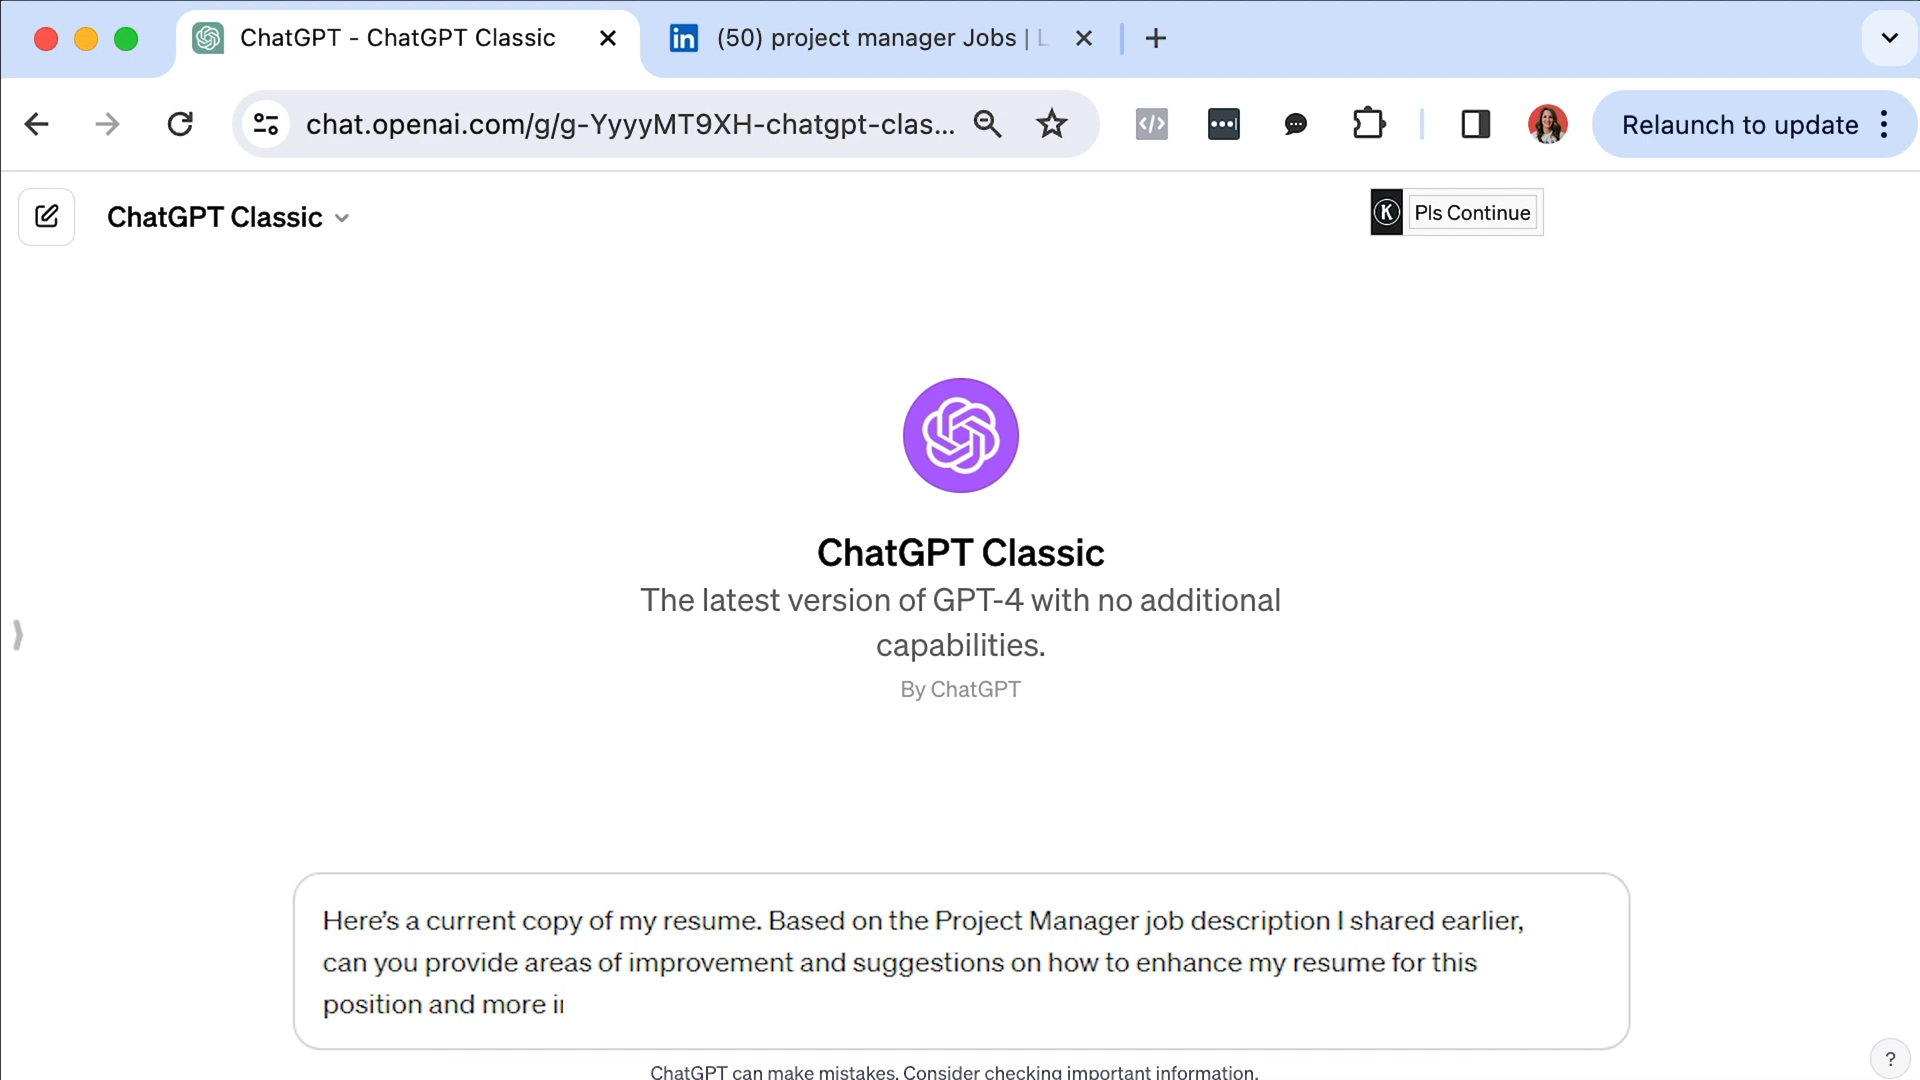 ChatGPT - ChatGPT Classic
(50) project manager Jobs | L
chat.openai.com/g/g-YyyyMT9XH-chatgpt-clas...
Relaunch to update
ChatGPT Classic
K Pls Continue
ChatGPT Classic
The latest version of GPT-4 with no additional
capabilities.
By ChatGPT
Here's a current copy of my resume. Based on the Project Manager job description I shared earlier,
can you provide areas of improvement and suggestions on how to enhance my resume for this
position and more
ChatGPT can make mistakes. Consider checking important information.
?